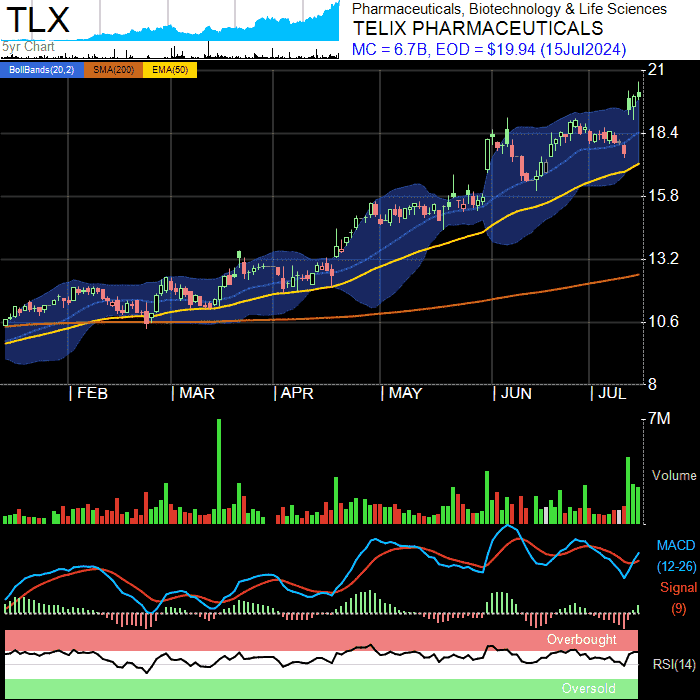 TLX
5yr Chart
Pharmaceuticals, Biotechnology & Life Sciences
TELIX PHARMACEUTICALS
MC = 6.7B, EOD = $19.94 (15Jul2024)
BollBands(20,2) SMA(200) EMA(50)
21
18.4
15.8
13.2
10.6
8
FEB MAR APR MAY JUN JUL
7M
Volume
MACD
(12-26)
Signal
(9)
Overbought
RSI(14)
Oversold